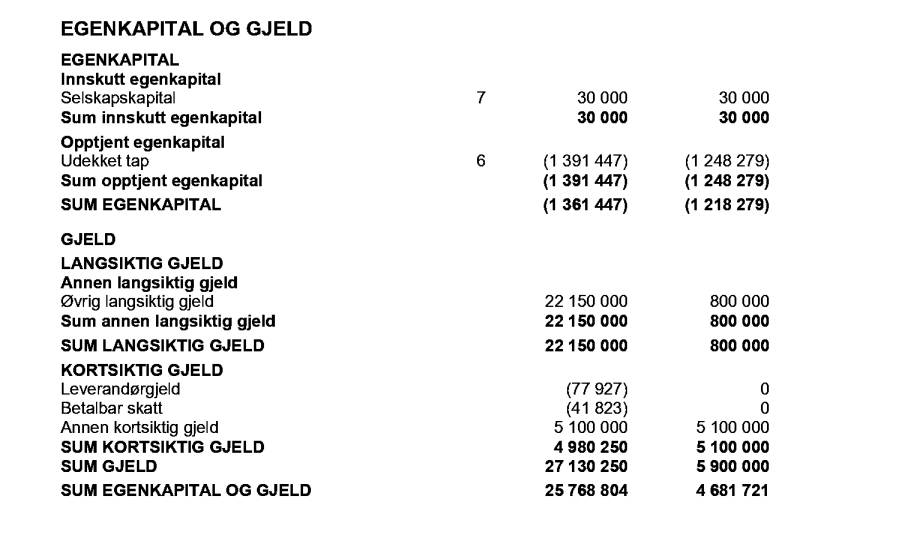 EGENKAPITAL OG GJELD
EGENKAPITAL
Innskutt egenkapital
Selskapskapital 7 30 000 30 000
Sum innskutt egenkapital 30 000 30 000
Opptjent egenkapital
Udekket tap 6 (1 391 447) (1 248 279)
Sum opptjent egenkapital (1 391 447) (1 248 279)
SUM EGENKAPITAL (1 361 447) (1 218 279)
GJELD
LANGSIKTIG GJELD
Annen langsiktig gjeld
Øvrig langsiktig gjeld 22 150 000 800 000
Sum annen langsiktig gjeld 22 150 000 800 000
SUM LANGSIKTIG GJELD 22 150 000 800 000
KORTSIKTIG GJELD
Leverandørgjeld (77 927) 0
Betalbar skatt (41 823) 0
Annen kortsiktig gjeld 5 100 000 5 100 000
SUM KORTSIKTIG GJELD 4 980 250 5 100 000
SUM GJELD 27 130 250 5 900 000
SUM EGENKAPITAL OG GJELD 25 768 804 4 681 721